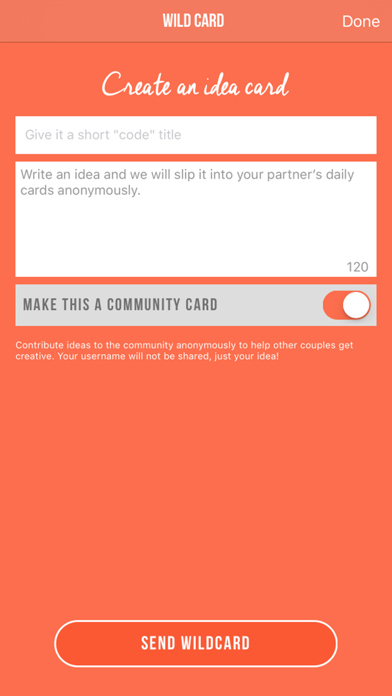 WILD CARD
Done
Create an idea card
Give it a short "code" title
Write an idea and we will slip it into your partner's daily
cards anonymously.
120
MAKE THIS A COMMUNITY CARD
Contribute ideas to the community anonymously to help other couples get
creative. Your username will not be shared, just your idea!
SEND WILDCARD